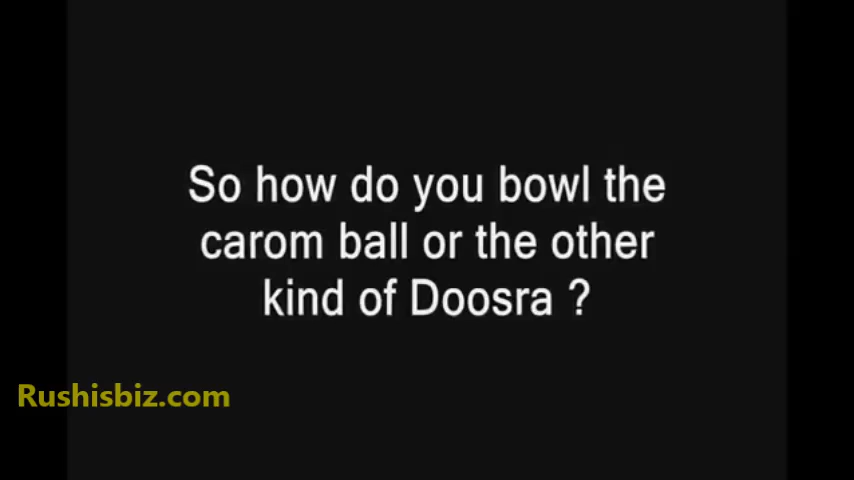 So how do you bowl the
carom ball or the other
kind of Doosra ?
Rushisbiz.com